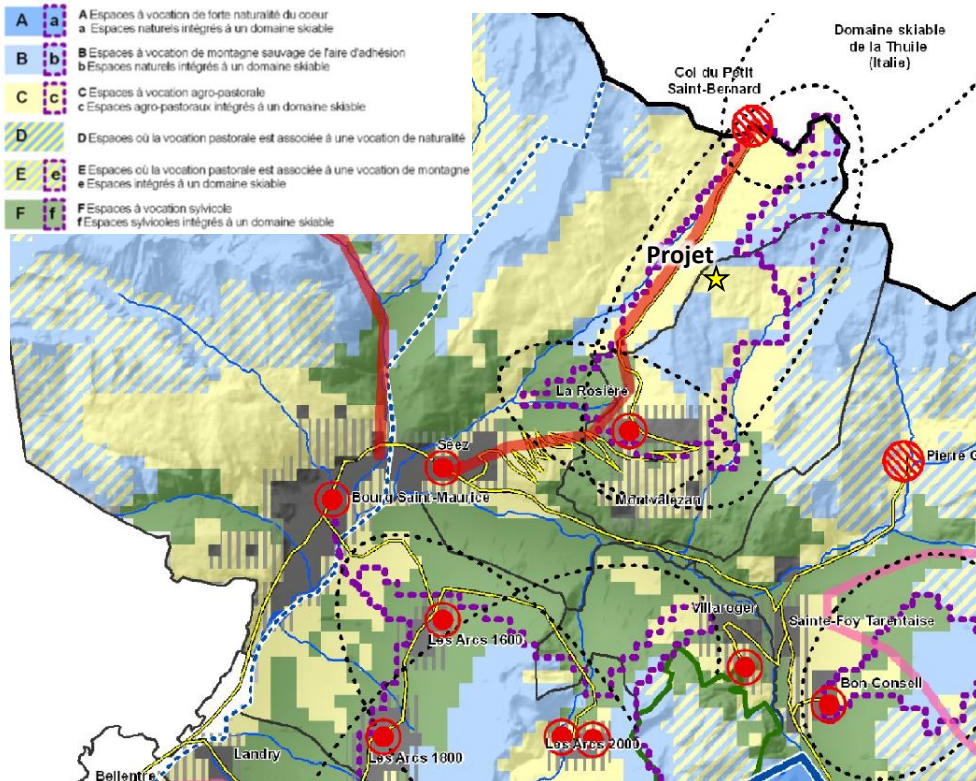 A a A Espaces à vocation de forte naturalité du coeur
a Espaces naturels intégrés à un domaine skiable
B b B Espaces à vocation de montagne sauvage de l'aire d'adhésion
b Espaces naturels intégrés à un domaine skiable
C c C Espaces à vocation agro-pastorale
c Espaces agro-pastoraux intégrés à un domaine skiable
D D Espaces où la vocation pastorale est associée à une vocation de naturalité
E e E Espaces où la vocation pastorale est associée à une vocation de montagne
e Espaces intégrés à un domaine skiable
F f F Espaces à vocation sylvicole
f Espaces sylvicoles intégrés à un domaine skiable
Domaine skiable
de la Thuile
(Italie)
Col du Petit
Saint-Bernard
Projet
La Rosière
Séez
Pierre G
Bourg Saint-Maurice
Montvalezan
Villaroger
Sainte-Foy Tarentaise
Les Arcs 1600
Bon Conseil
Les Arcs 2000
Les Arcs 1800
Landry
Bellentre